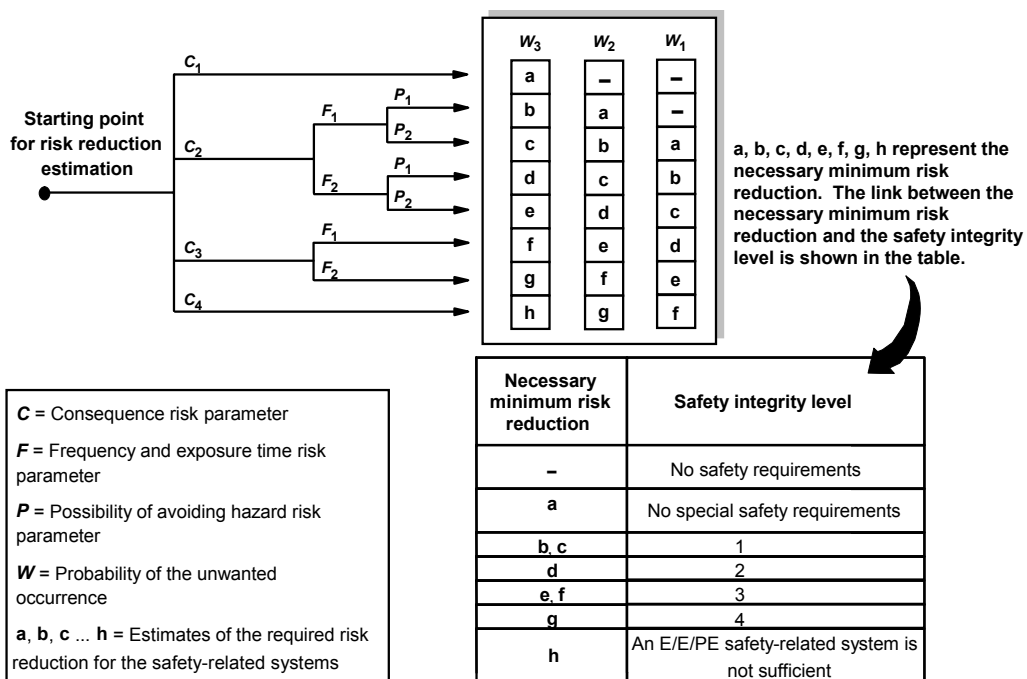 Starting point
for risk reduction
estimation
C1
C2
C3
C4
F1
F2
F1
F2
P1
P2
P1
P2
W3 W2 W1
a – –
b a –
c b a
d c b
e d c
f e d
g f e
h g f
a, b, c, d, e, f, g, h represent the
necessary minimum risk
reduction. The link between the
necessary minimum risk
reduction and the safety integrity
level is shown in the table.
C = Consequence risk parameter
F = Frequency and exposure time risk
parameter
P = Possibility of avoiding hazard risk
parameter
W = Probability of the unwanted
occurrence
a, b, c ... h = Estimates of the required risk
reduction for the safety-related systems
Necessary
minimum risk
reduction
Safety integrity level
– No safety requirements
a No special safety requirements
b, c 1
d 2
e, f 3
g 4
h An E/E/PE safety-related system is
not sufficient